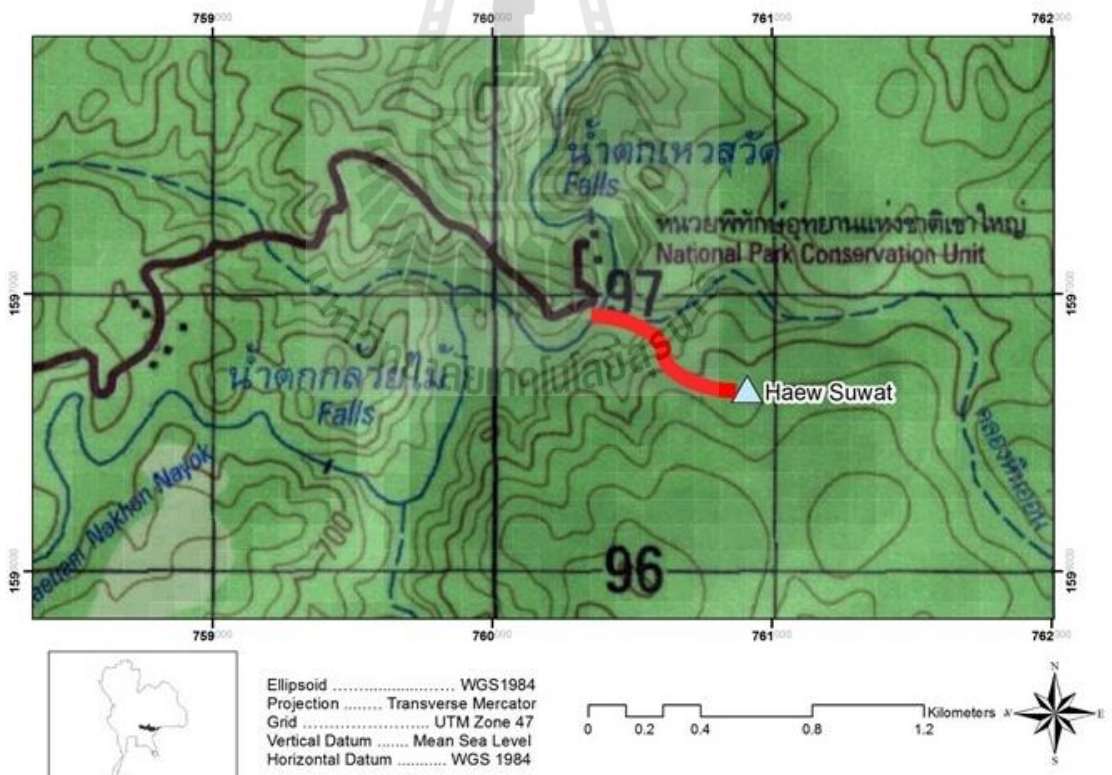 759000 760000 761000 762000
น้ำตกเหวสุวัต
Falls
หน่วยพิทักษ์อุทยานแห่งชาติเขาใหญ่
National Park Conservation Unit
1597000 97 1597000
น้ำตกกล้วยไม้
Falls
Haew Suwat
Nakhon Nayok
700
96
759000 760000 761000 762000
Ellipsoid ........................ WGS1984
Projection ........ Transverse Mercator
Grid ............................ UTM Zone 47
Vertical Datum ....... Mean Sea Level
Horizontal Datum ........... WGS 1984
Kilometers
0 0.2 0.4 0.8 1.2
N
W E
S